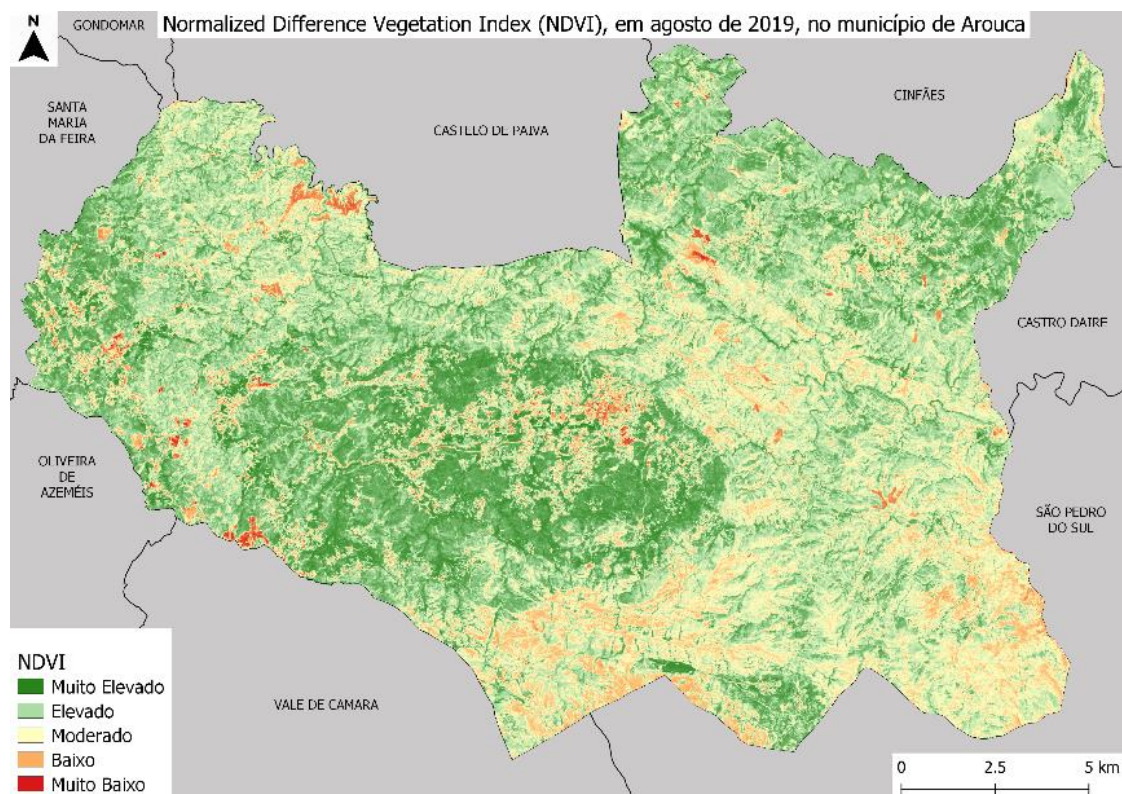 Normalized Difference Vegetation Index (NDVI), em agosto de 2019, no município de Arouca
GONDOMAR
N
SANTA
MARIA
DA FEIRA
CASTELO DE PAIVA
CINFÃES
CASTRO DAIRE
OLIVEIRA
DE
AZEMÉIS
SÃO PEDRO
DO SUL
VALE DE CAMARA
NDVI
Muito Elevado
Elevado
Moderado
Baixo
Muito Baixo
0 2.5 5 km